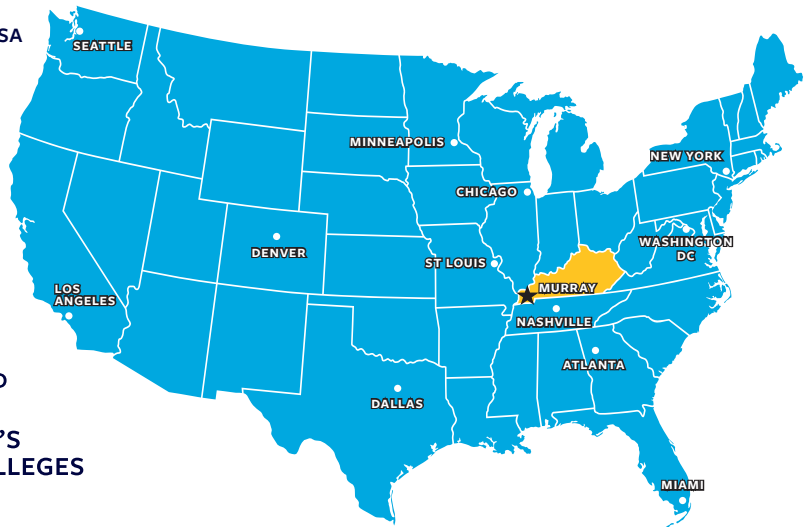 SA
SEATTLE
MINNEAPOLIS
NEW YORK
CHICAGO
WASHINGTON
DC
DENVER
ST LOUIS
LOS
ANGELES
MURRAY
NASHVILLE
ATLANTA
DALLAS
'S
LLEGES
MIAMI